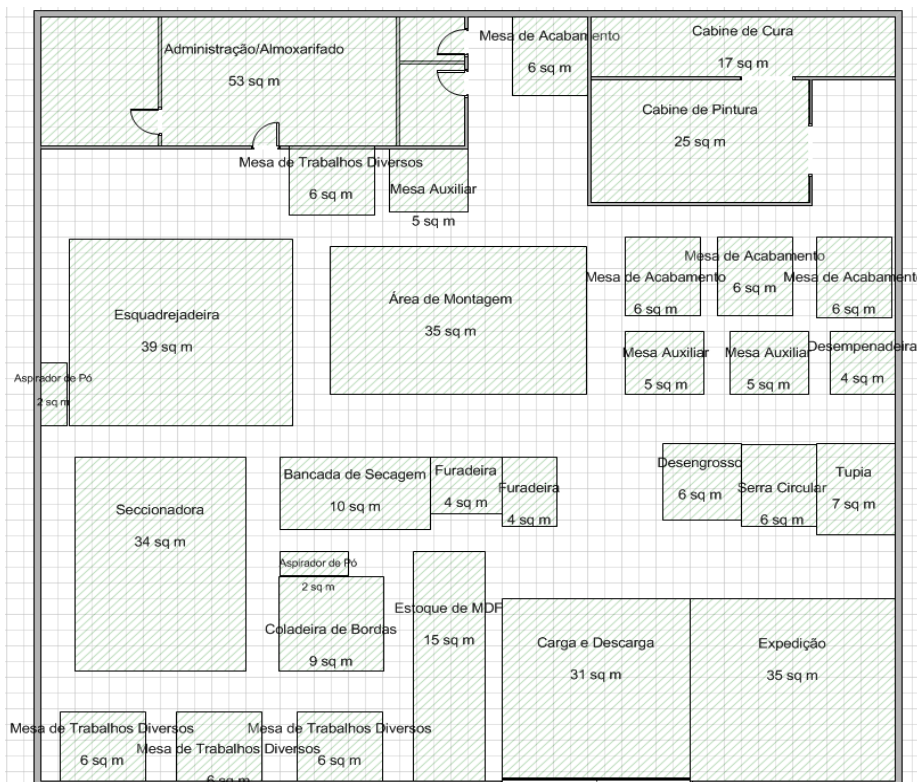 Administração/Almoxarifado
53 sq m
Mesa de Acabamento
6 sq m
Cabine de Cura
17 sq m
Cabine de Pintura
25 sq m
Mesa de Trabalhos Diversos
6 sq m
Mesa Auxiliar
5 sq m
Esquadrejadeira
39 sq m
Aspirador de Pó
2 sq m
Área de Montagem
35 sq m
Mesa de Acabamento
6 sq m
Mesa de Acabamento
6 sq m
Mesa de Acabamento
6 sq m
Mesa Auxiliar
5 sq m
Mesa Auxiliar
5 sq m
Desempenadeira
4 sq m
Seccionadora
34 sq m
Bancada de Secagem
10 sq m
Furadeira
4 sq m
Furadeira
4 sq m
Desengrosso
6 sq m
Serra Circular
6 sq m
Tupia
7 sq m
Aspirador de Pó
2 sq m
Coladeira de Bordas
9 sq m
Estoque de MDF
15 sq m
Carga e Descarga
31 sq m
Expedição
35 sq m
Mesa de Trabalhos Diversos
6 sq m
Mesa de Trabalhos Diversos
6 sq m
Mesa de Trabalhos Diversos
6 sq m